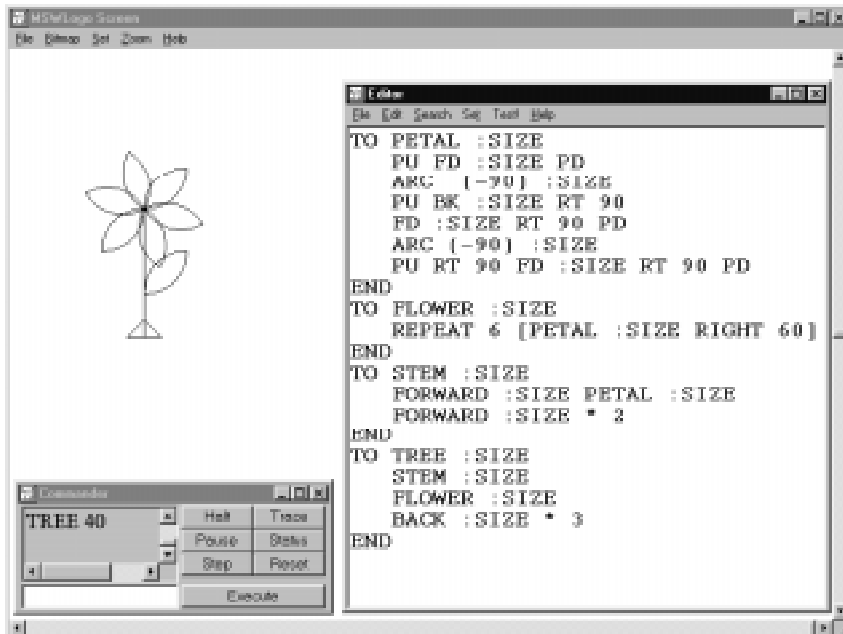 MSWLogo Screen
File Bitmap Set Zoom Help
Editor
File Edit Search Set Test! Help
TO PETAL :SIZE
PU FD :SIZE PD
ARC (-90) :SIZE
PU BK :SIZE RT 90
FD :SIZE RT 90 PD
ARC (-90) :SIZE
PU RT 90 FD :SIZE RT 90 PD
END
TO FLOWER :SIZE
REPEAT 6 [PETAL :SIZE RIGHT 60]
END
TO STEM :SIZE
FORWARD :SIZE PETAL :SIZE
FORWARD :SIZE * 2
END
TO TREE :SIZE
STEM :SIZE
FLOWER :SIZE
BACK :SIZE * 3
END
Commander
TREE 40
Halt Trace
Pause Status
Step Reset
Execute